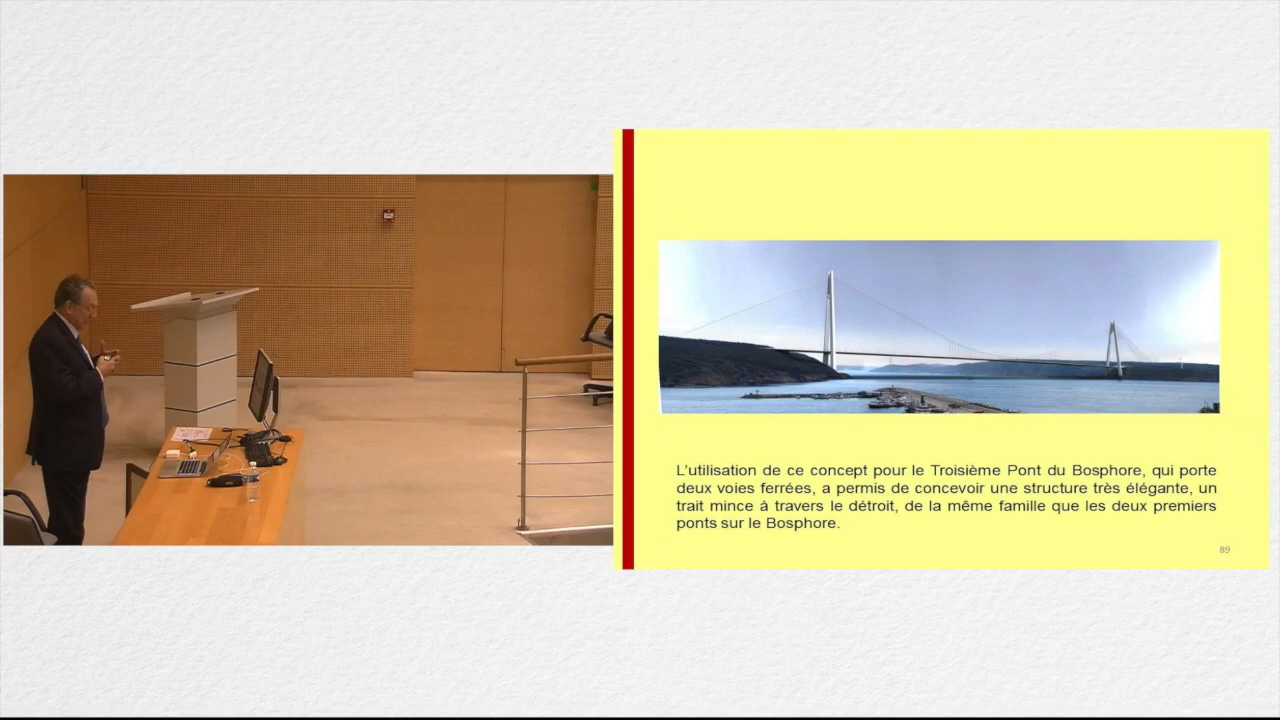 L'utilisation de ce concept pour le Troisième Pont du Bosphore, qui porte
deux voies ferrées, a permis de concevoir une structure très élégante, un
trait mince à travers le détroit, de la même famille que les deux premiers
ponts sur le Bosphore.
89